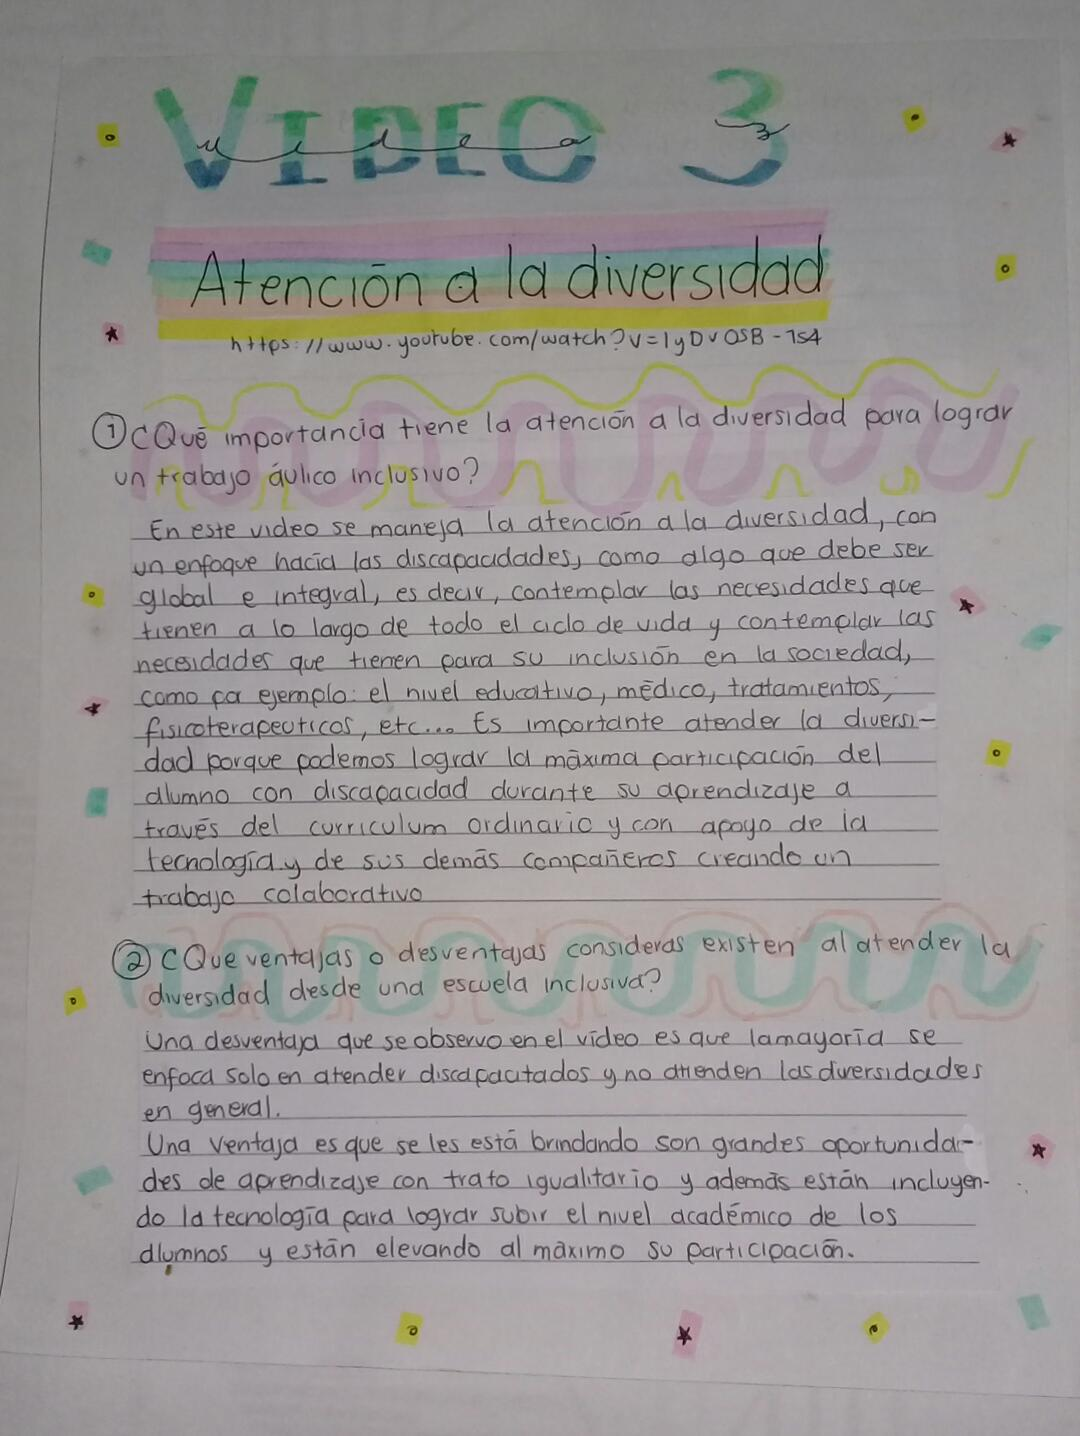 VIDEO 3
video 3
Atención a la diversidad
https://www.youtube.com/watch?v=1yDvOSB-7s4
① ¿Qué importancia tiene la atención a la diversidad para lograr
un trabajo áulico inclusivo?
En este video se maneja la atención a la diversidad, con
un enfoque hacia las discapacidades, como algo que debe ser
global e integral, es decir, contemplar las necesidades que
tienen a lo largo de todo el ciclo de vida y contemplar las
necesidades que tienen para su inclusión en la sociedad,
como pa ejemplo: el nivel educativo, médico, tratamientos,
fisicoterapeuticos, etc... Es importante atender la diversi-
dad porque podemos lograr la máxima participación del
alumno con discapacidad durante su aprendizaje a
través del curriculum ordinario y con apoyo de la
tecnología y de sus demás compañeros creando un
trabajo colaborativo
② ¿Que ventajas o desventajas consideras existen al atender la
diversidad desde una escuela inclusiva?
Una desventaja que se observo en el vídeo es que la mayoría se
enfoca solo en atender discapacitados y no atienden las diversidades
en general.
Una ventaja es que se les está brindando son grandes oportunida-
des de aprendizaje con trato igualitario y además están incluyen-
do la tecnología para lograr subir el nivel académico de los
alumnos y están elevando al máximo su participación.